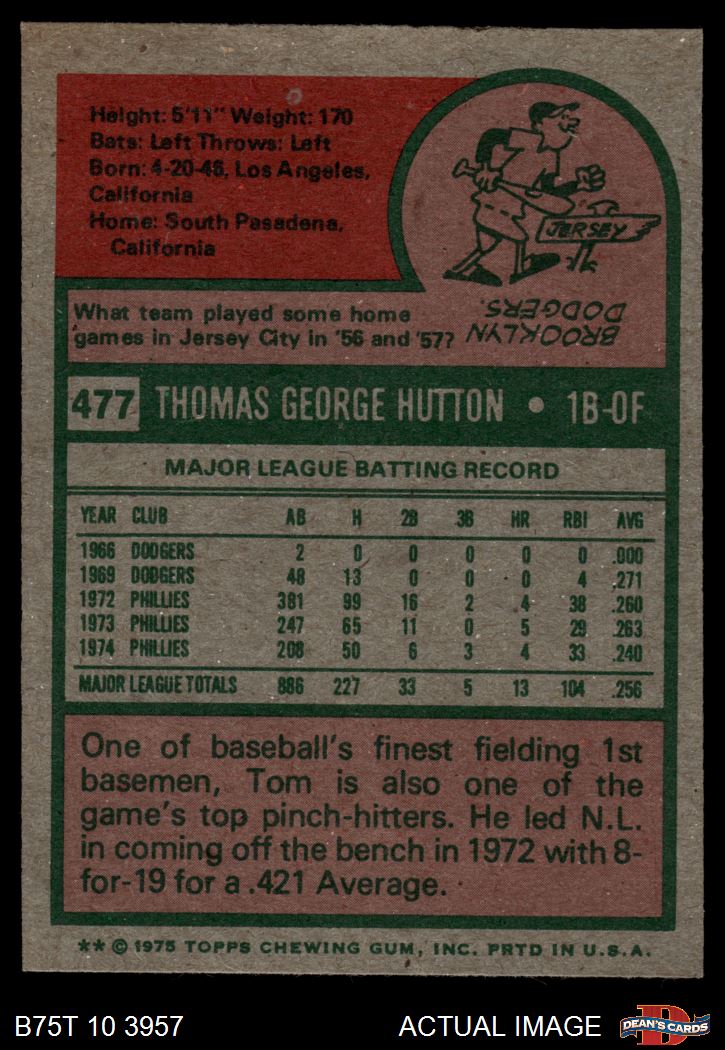 Height: 5'11" Weight: 170
Bats: Left Throws: Left
Born: 4-20-46, Los Angeles,
California
Home: South Pasadena,
California
JERSEY
What team played some home
games in Jersey City in '56 and '57?
BROOKLYN
DODGERS.
477 THOMAS GEORGE HUTTON • 1B-OF
MAJOR LEAGUE BATTING RECORD
YEAR CLUB AB H 2B 3B HR RBI AVG
1966 DODGERS 2 0 0 0 0 0 .000
1969 DODGERS 48 13 0 0 0 4 .271
1972 PHILLIES 381 99 16 2 4 38 .260
1973 PHILLIES 247 65 11 0 5 29 .263
1974 PHILLIES 208 50 6 3 4 33 .240
MAJOR LEAGUE TOTALS 886 227 33 5 13 104 .256
One of baseball's finest fielding 1st
basemen, Tom is also one of the
game's top pinch-hitters. He led N.L.
in coming off the bench in 1972 with 8-
for-19 for a .421 Average.
** © 1975 TOPPS CHEWING GUM, INC. PRTD IN U.S.A.
B75T 10 3957 ACTUAL IMAGE D DEAN'S CARDS